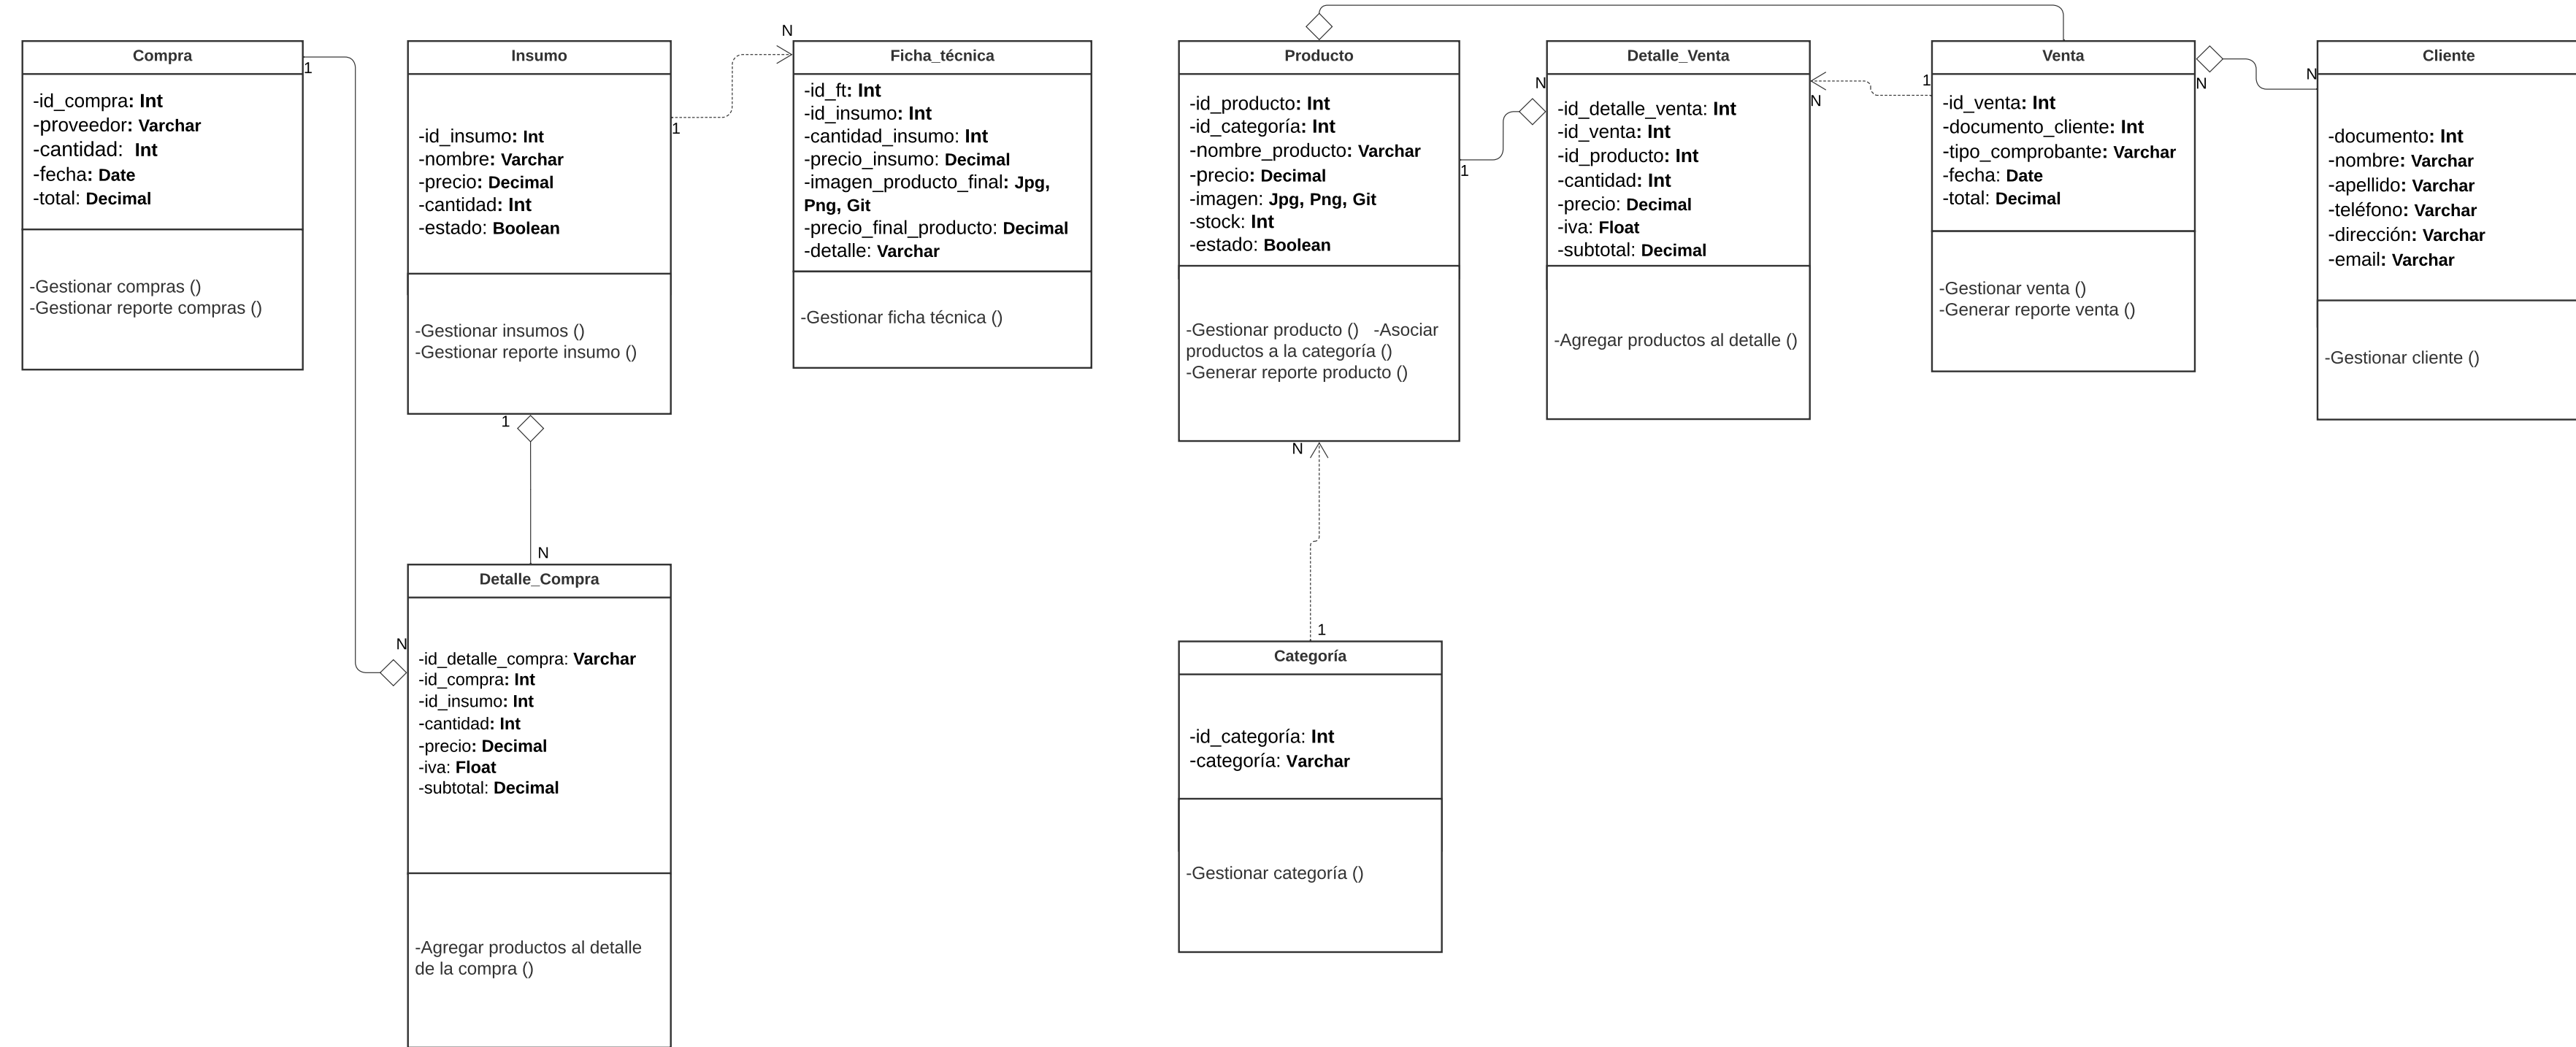 Compra
-id_compra: Int
-proveedor: Varchar
-cantidad:  Int
-fecha: Date
-total: Decimal
-Gestionar compras ()
-Gestionar reporte compras ()
1
Insumo
-id_insumo: Int
-nombre: Varchar
-precio: Decimal
-cantidad: Int
-estado: Boolean
-Gestionar insumos ()
-Gestionar reporte insumo ()
1
N
Ficha_técnica
-id_ft: Int
-id_insumo: Int
-cantidad_insumo: Int
-precio_insumo: Decimal
-imagen_producto_final: Jpg,
Png, Git
-precio_final_producto: Decimal
-detalle: Varchar
-Gestionar ficha técnica ()
1
N
N
Detalle_Compra
-id_detalle_compra: Varchar
-id_compra: Int
-id_insumo: Int
-cantidad: Int
-precio: Decimal
-iva: Float
-subtotal: Decimal
-Agregar productos al detalle
de la compra ()
Producto
-id_producto: Int
-id_categoría: Int
-nombre_producto: Varchar
-precio: Decimal
-imagen: Jpg, Png, Git
-stock: Int
-estado: Boolean
-Gestionar producto ()   -Asociar
productos a la categoría ()
-Generar reporte producto ()
1
N
N
1
Categoría
-id_categoría: Int
-categoría: Varchar
-Gestionar categoría ()
Detalle_Venta
-id_detalle_venta: Int
-id_venta: Int
-id_producto: Int
-cantidad: Int
-precio: Decimal
-iva: Float
-subtotal: Decimal
-Agregar productos al detalle ()
N
1
Venta
-id_venta: Int
-documento_cliente: Int
-tipo_comprobante: Varchar
-fecha: Date
-total: Decimal
-Gestionar venta ()
-Generar reporte venta ()
N
N
Cliente
-documento: Int
-nombre: Varchar
-apellido: Varchar
-teléfono: Varchar
-dirección: Varchar
-email: Varchar
-Gestionar cliente ()